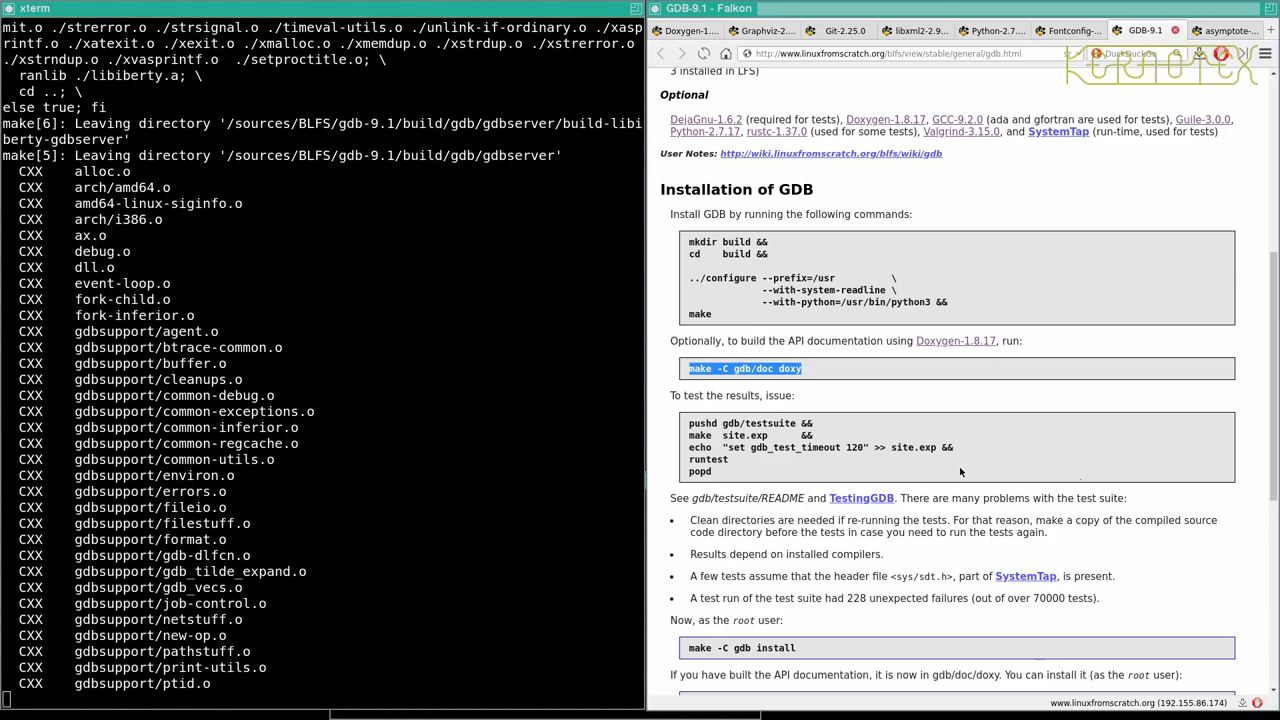 xterm
mit.o ./strerror.o ./strsignal.o ./timeval-utils.o ./unlink-if-ordinary.o ./xasp
rintf.o ./xatexit.o ./xexit.o ./xmalloc.o ./xmemdup.o ./xstrdup.o ./xstrerror.o
./xstrndup.o ./xvasprintf.o  ./setproctitle.o; \
  ranlib ./libiberty.a; \
  cd ..; \
else true; fi
make[6]: Leaving directory '/sources/BLFS/gdb-9.1/build/gdb/gdbserver/build-libi
berty-gdbserver'
make[5]: Leaving directory '/sources/BLFS/gdb-9.1/build/gdb/gdbserver'
  CXX    alloc.o
  CXX    arch/amd64.o
  CXX    amd64-linux-siginfo.o
  CXX    arch/i386.o
  CXX    ax.o
  CXX    debug.o
  CXX    dll.o
  CXX    event-loop.o
  CXX    fork-child.o
  CXX    fork-inferior.o
  CXX    gdbsupport/agent.o
  CXX    gdbsupport/btrace-common.o
  CXX    gdbsupport/buffer.o
  CXX    gdbsupport/cleanups.o
  CXX    gdbsupport/common-debug.o
  CXX    gdbsupport/common-exceptions.o
  CXX    gdbsupport/common-inferior.o
  CXX    gdbsupport/common-regcache.o
  CXX    gdbsupport/common-utils.o
  CXX    gdbsupport/environ.o
  CXX    gdbsupport/errors.o
  CXX    gdbsupport/fileio.o
  CXX    gdbsupport/filestuff.o
  CXX    gdbsupport/format.o
  CXX    gdbsupport/gdb-dlfcn.o
  CXX    gdbsupport/gdb_tilde_expand.o
  CXX    gdbsupport/gdb_vecs.o
  CXX    gdbsupport/job-control.o
  CXX    gdbsupport/netstuff.o
  CXX    gdbsupport/new-op.o
  CXX    gdbsupport/pathstuff.o
  CXX    gdbsupport/print-utils.o
  CXX    gdbsupport/ptid.o
GDB-9.1 - Falkon
Doxygen-1... Graphviz-2.... Git-2.25.0 libxml2-2.9... Python-2.7.... Fontconfig-... GDB-9.1 asymptote-...
http://www.linuxfromscratch.org/blfs/view/stable/general/gdb.html DuckDuckGo
3 installed in LFS)
Optional
DejaGnu-1.6.2 (required for tests), Doxygen-1.8.17, GCC-9.2.0 (ada and gfortran are used for tests), Guile-3.0.0,
Python-2.7.17, rustc-1.37.0 (used for some tests), Valgrind-3.15.0, and SystemTap (run-time, used for tests)
User Notes: http://wiki.linuxfromscratch.org/blfs/wiki/gdb
Installation of GDB
Install GDB by running the following commands:
mkdir build &&
cd    build &&
../configure --prefix=/usr          \
             --with-system-readline \
             --with-python=/usr/bin/python3 &&
make
Optionally, to build the API documentation using Doxygen-1.8.17, run:
make -C gdb/doc doxy
To test the results, issue:
pushd gdb/testsuite &&
make  site.exp      &&
echo  "set gdb_test_timeout 120" >> site.exp &&
runtest
popd
See gdb/testsuite/README and TestingGDB. There are many problems with the test suite:
• Clean directories are needed if re-running the tests. For that reason, make a copy of the compiled source
code directory before the tests in case you need to run the tests again.
• Results depend on installed compilers.
• A few tests assume that the header file <sys/sdt.h>, part of SystemTap, is present.
• A test run of the test suite had 228 unexpected failures (out of over 70000 tests).
Now, as the root user:
make -C gdb install
If you have built the API documentation, it is now in gdb/doc/doxy. You can install it (as the root user):
www.linuxfromscratch.org (192.155.86.174)